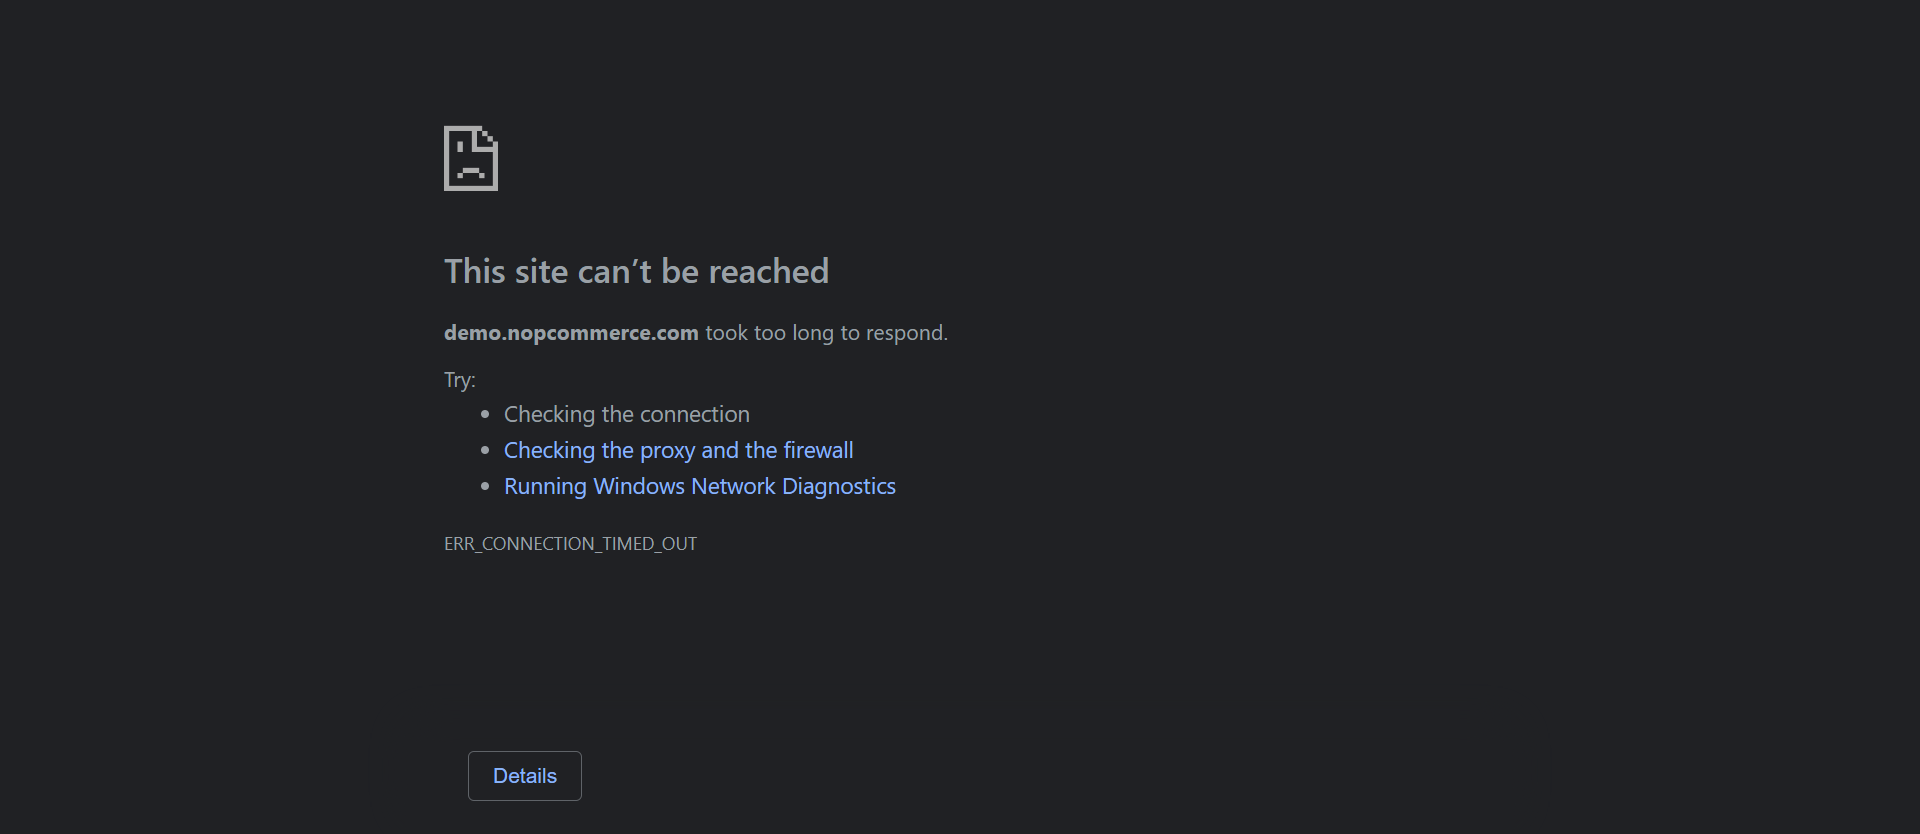 This site can’t be reached
demo.nopcommerce.com took too long to respond.
Try:
Checking the connection
Checking the proxy and the firewall
Running Windows Network Diagnostics
ERR_CONNECTION_TIMED_OUT
Details